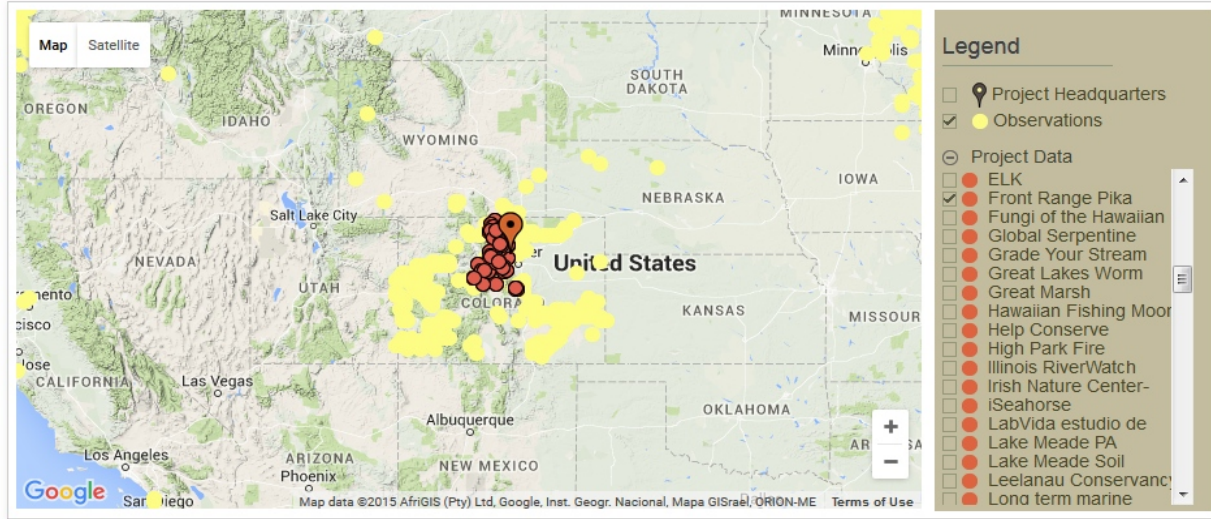 Map Satellite
MINNESOTA
OREGON
IDAHO
SOUTH
DAKOTA
WYOMING
IOWA
NEBRASKA
Salt Lake City
NEVADA
UTAH
United States
COLORADO
KANSAS
MISSOUR
CALIFORNIA
Las Vegas
OKLAHOMA
Albuquerque
Los Angeles
ARIZONA
NEW MEXICO
Phoenix
San Diego
Dallas
+
−
Google
Map data ©2015 AfriGIS (Pty) Ltd, Google, Inst. Geogr. Nacional, Mapa GISrael, ORION-ME Terms of Use
Legend
Project Headquarters
Observations
Project Data
ELK
Front Range Pika
Fungi of the Hawaiian
Global Serpentine
Grade Your Stream
Great Lakes Worm
Great Marsh
Hawaiian Fishing Moon
Help Conserve
High Park Fire
Illinois RiverWatch
Irish Nature Center-
iSeahorse
LabVida estudio de
Lake Meade PA
Lake Meade Soil
Leelanau Conservancy
Long term marine